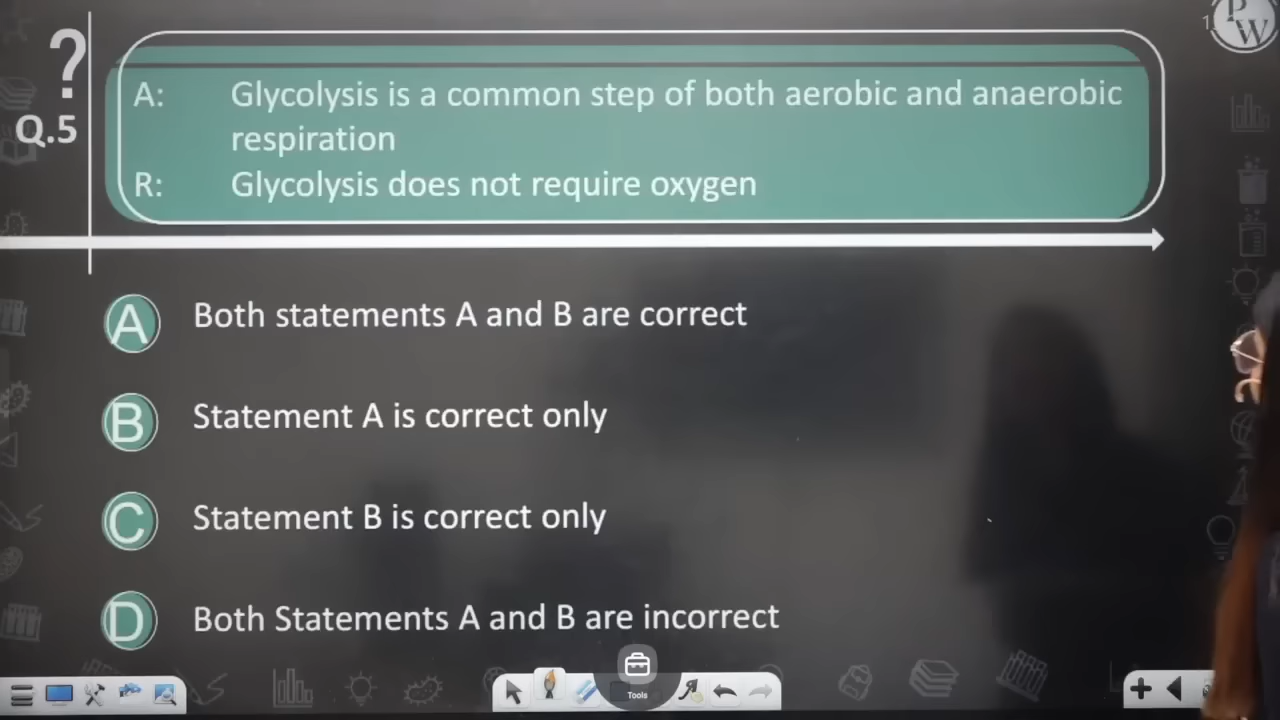 ?
Q.5
A: Glycolysis is a common step of both aerobic and anaerobic
respiration
R: Glycolysis does not require oxygen
A Both statements A and B are correct
B Statement A is correct only
C Statement B is correct only
D Both Statements A and B are incorrect
Tools
PW